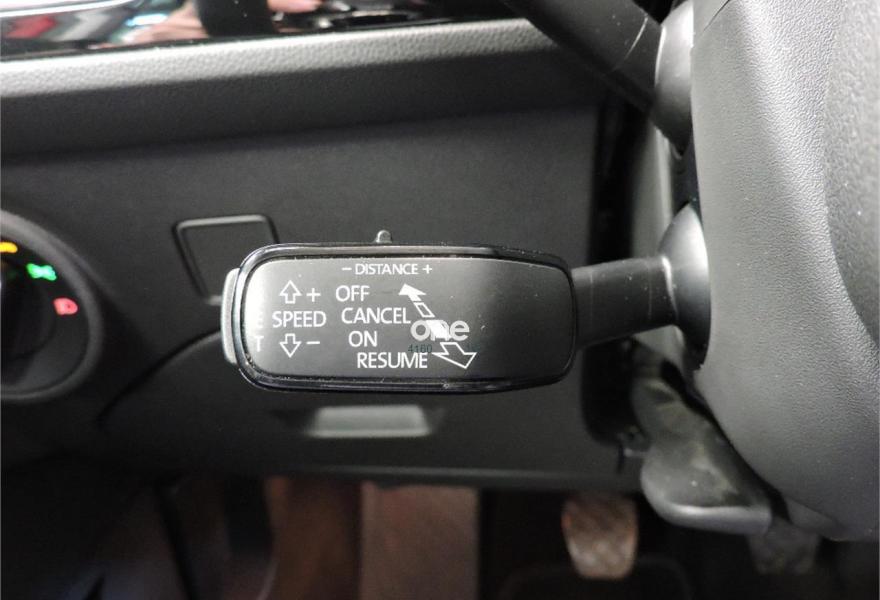 − DISTANCE +
+ OFF
SPEED CANCEL
− ON
RESUME
one